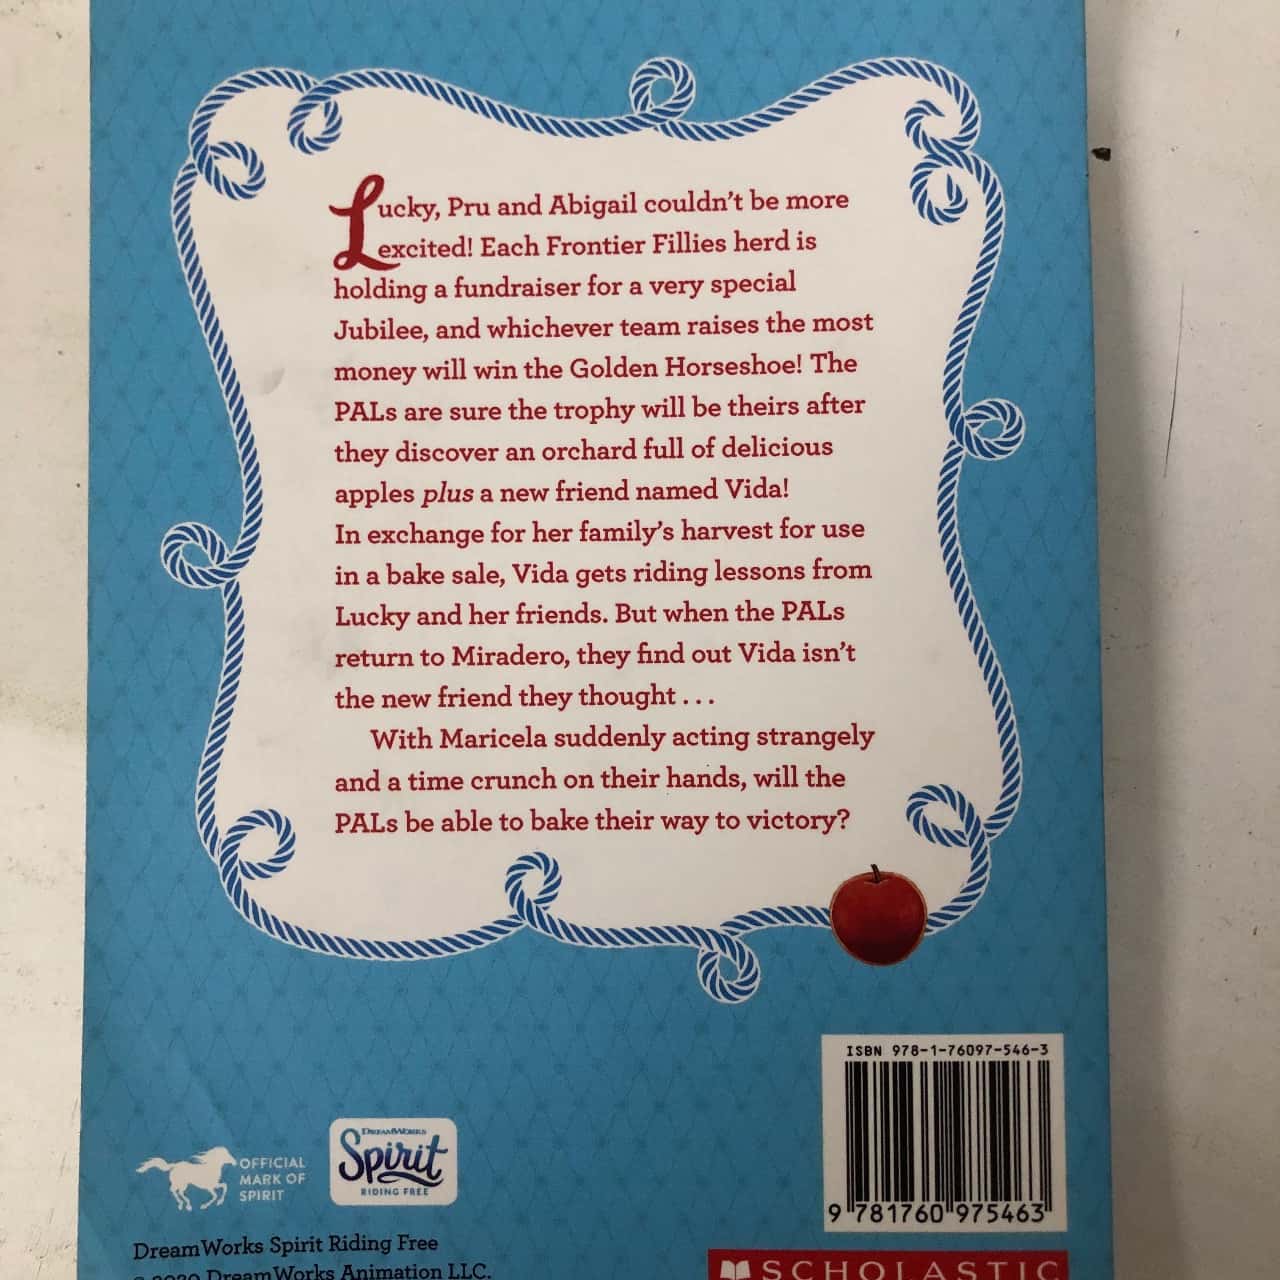 Lucky, Pru and Abigail couldn't be more
excited! Each Frontier Fillies herd is
holding a fundraiser for a very special
Jubilee, and whichever team raises the most
money will win the Golden Horseshoe! The
PALs are sure the trophy will be theirs after
they discover an orchard full of delicious
apples plus a new friend named Vida!
In exchange for her family's harvest for use
in a bake sale, Vida gets riding lessons from
Lucky and her friends. But when the PALs
return to Miradero, they find out Vida isn't
the new friend they thought . . .
With Maricela suddenly acting strangely
and a time crunch on their hands, will the
PALs be able to bake their way to victory?
ISBN 978-1-76097-546-3
9 781760 975463
OFFICIAL
MARK OF
SPIRIT
DREAMWORKS
Spirit
RIDING FREE
DreamWorks Spirit Riding Free
© 2020 DreamWorks Animation LLC.
SCHOLASTIC